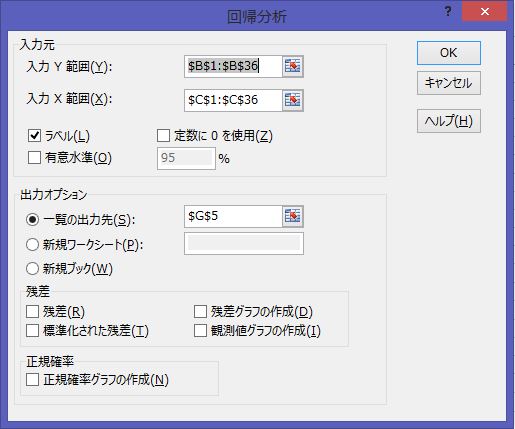 回帰分析
? ×
入力元
入力 Y 範囲(Y): $B$1:$B$36
入力 X 範囲(X): $C$1:$C$36
ラベル(L) 定数に 0 を使用(Z)
有意水準(O) 95 %
OK
キャンセル
ヘルプ(H)
出力オプション
一覧の出力先(S): $G$5
新規ワークシート(P):
新規ブック(W)
残差
残差(R) 残差グラフの作成(D)
標準化された残差(T) 観測値グラフの作成(I)
正規確率
正規確率グラフの作成(N)